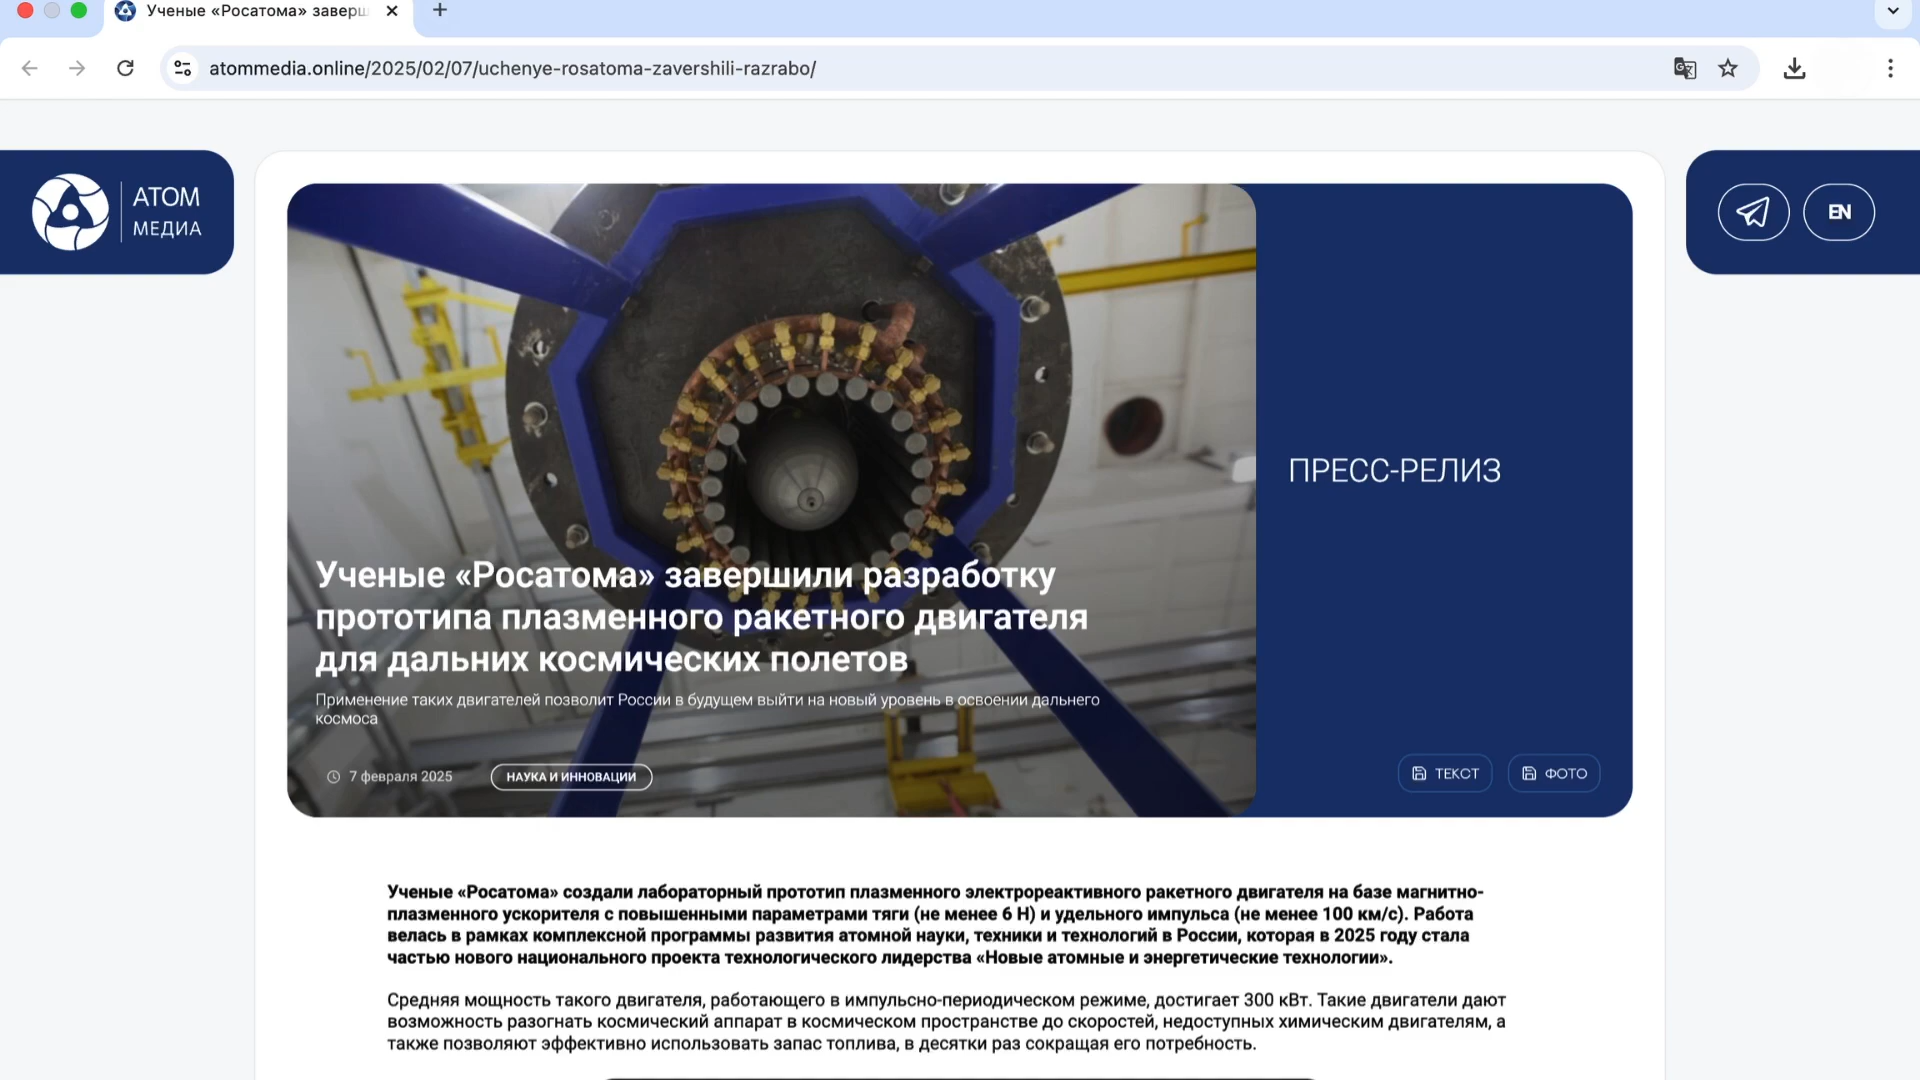 Ученые «Росатома» заверш
atommedia.online/2025/02/07/uchenye-rosatoma-zavershili-razrabo/
АТОМ
МЕДИА
EN
ПРЕСС-РЕЛИЗ
Ученые «Росатома» завершили разработку
прототипа плазменного ракетного двигателя
для дальних космических полетов
Применение таких двигателей позволит России в будущем выйти на новый уровень в освоении дальнего
космоса
7 февраля 2025
НАУКА И ИННОВАЦИИ
ТЕКСТ
ФОТО
Ученые «Росатома» создали лабораторный прототип плазменного электрореактивного ракетного двигателя на базе магнитно-
плазменного ускорителя с повышенными параметрами тяги (не менее 6 Н) и удельного импульса (не менее 100 км/с). Работа
велась в рамках комплексной программы развития атомной науки, техники и технологий в России, которая в 2025 году стала
частью нового национального проекта технологического лидерства «Новые атомные и энергетические технологии».
Средняя мощность такого двигателя, работающего в импульсно-периодическом режиме, достигает 300 кВт. Такие двигатели дают
возможность разогнать космический аппарат в космическом пространстве до скоростей, недоступных химическим двигателям, а
также позволяют эффективно использовать запас топлива, в десятки раз сокращая его потребность.